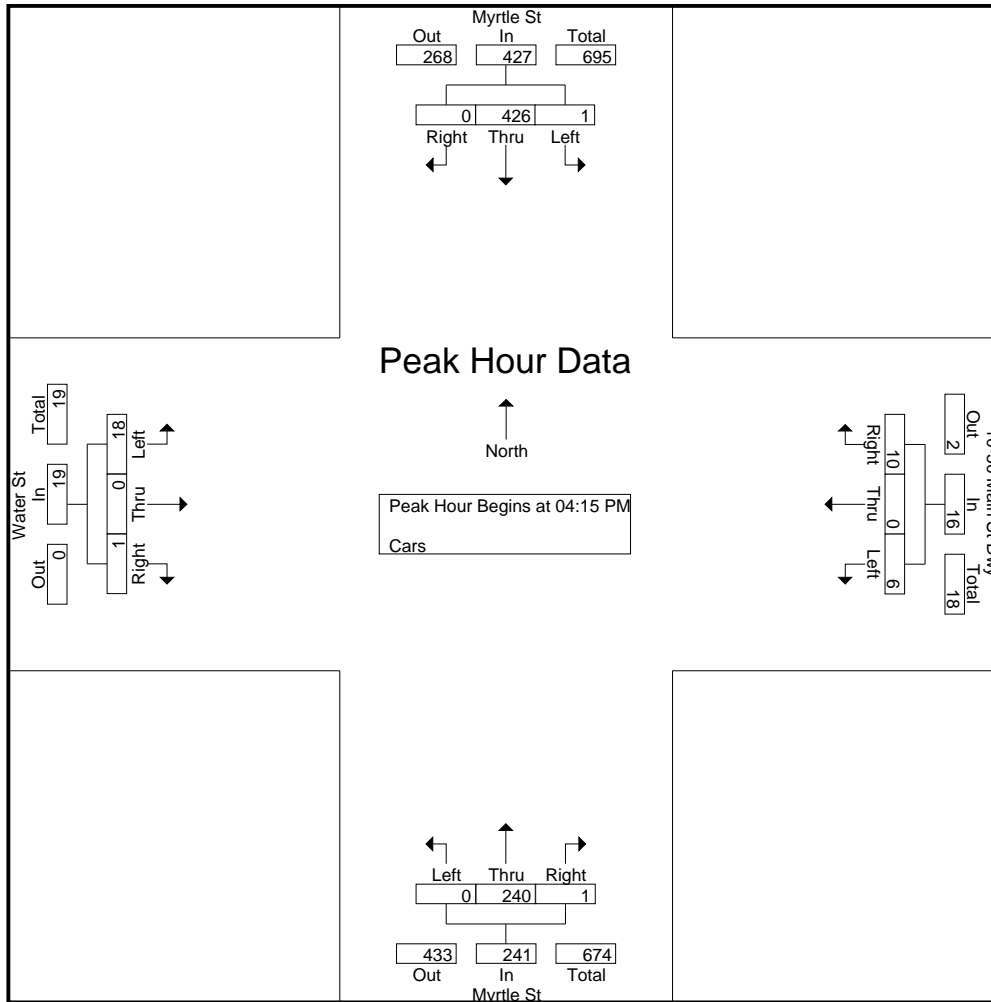 Myrtle St
Out In Total
268 427 695
0 426 1
Right Thru Left
Peak Hour Data
North
Peak Hour Begins at 04:15 PM
Cars
Water St
Total In Out
19 19 0
18 0 1
Left Thru Right
Main St Dwy
Out In Total
2 16 18
10 0 6
Right Thru Left
Left Thru Right
0 240 1
433 241 674
Out In Total
Myrtle St